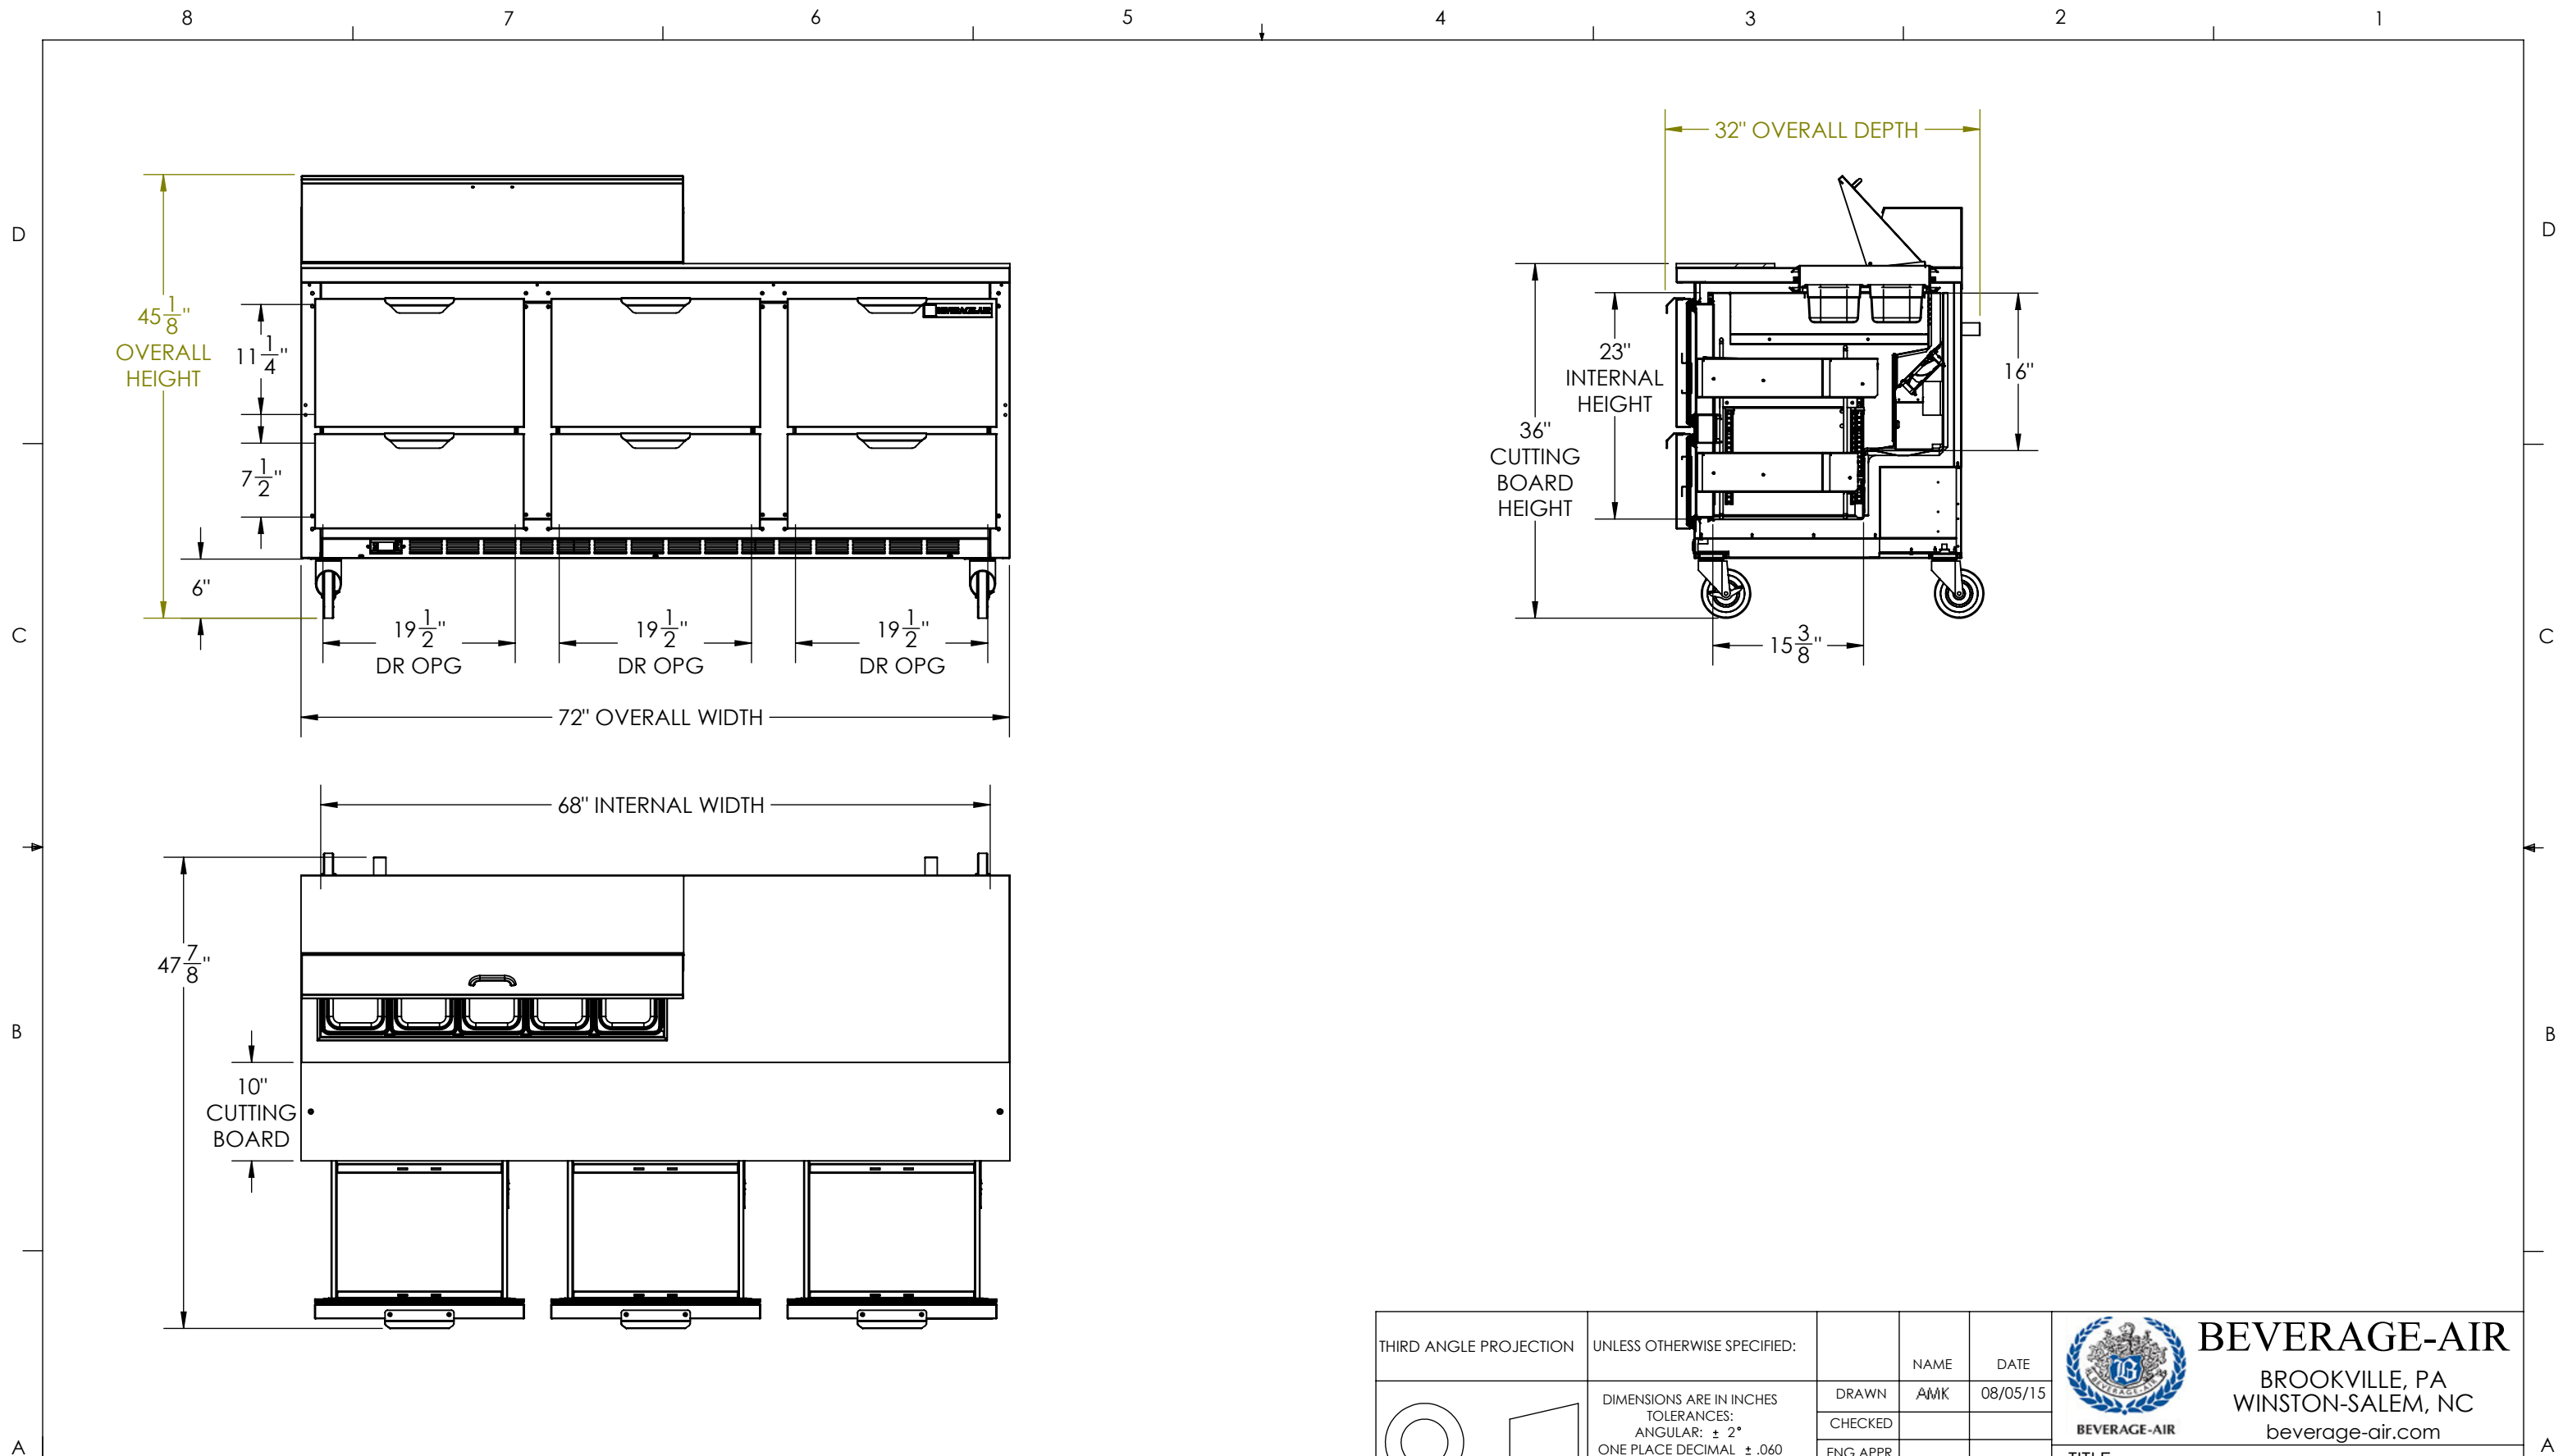 8 7 6 5 4 3 2 1
D D
C C
B B
A A
45 1/8"
OVERALL
HEIGHT
11 1/4"
7 1/2"
6"
BEVERAGE-AIR
19 1/2"
DR OPG
19 1/2"
DR OPG
19 1/2"
DR OPG
72" OVERALL WIDTH
32" OVERALL DEPTH
23"
INTERNAL
HEIGHT
36"
CUTTING
BOARD
HEIGHT
16"
15 3/8"
68" INTERNAL WIDTH
47 7/8"
10"
CUTTING
BOARD
THIRD ANGLE PROJECTION
UNLESS OTHERWISE SPECIFIED:
DIMENSIONS ARE IN INCHES
TOLERANCES:
ANGULAR: ± 2°
ONE PLACE DECIMAL ± .060
NAME DATE
DRAWN AMK 08/05/15
CHECKED
ENG APPR
B
BEVERAGE-AIR
BEVERAGE-AIR
BEVERAGE-AIR
BROOKVILLE, PA
WINSTON-SALEM, NC
beverage-air.com
TITLE